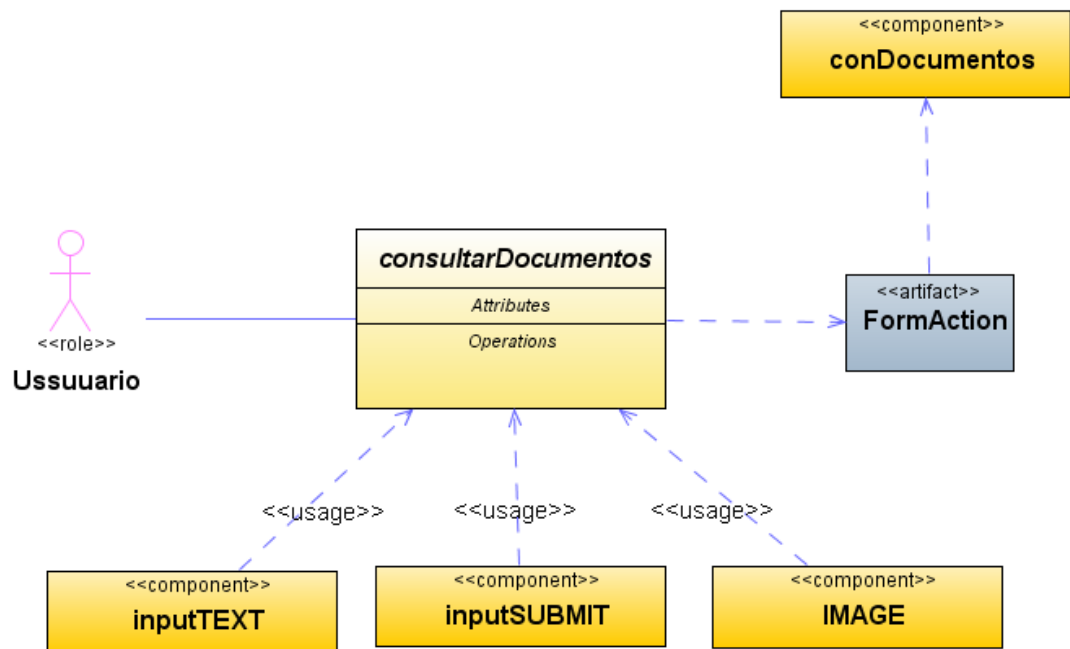 <<component>>
conDocumentos
consultarDocumentos
Attributes
Operations
<<artifact>>
FormAction
<<role>>
Ussuuario
<<usage>>
<<usage>>
<<usage>>
<<component>>
inputTEXT
<<component>>
inputSUBMIT
<<component>>
IMAGE